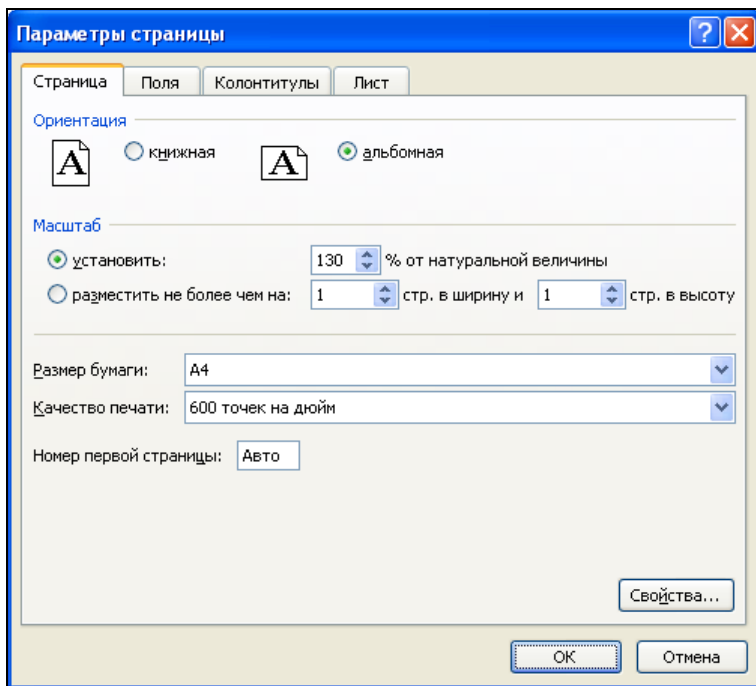 Параметры страницы
Страница Поля Колонтитулы Лист
Ориентация
A книжная A альбомная
Масштаб
установить: 130 % от натуральной величины
разместить не более чем на: 1 стр. в ширину и 1 стр. в высоту
Размер бумаги: A4
Качество печати: 600 точек на дюйм
Номер первой страницы: Авто
Свойства...
ОК Отмена